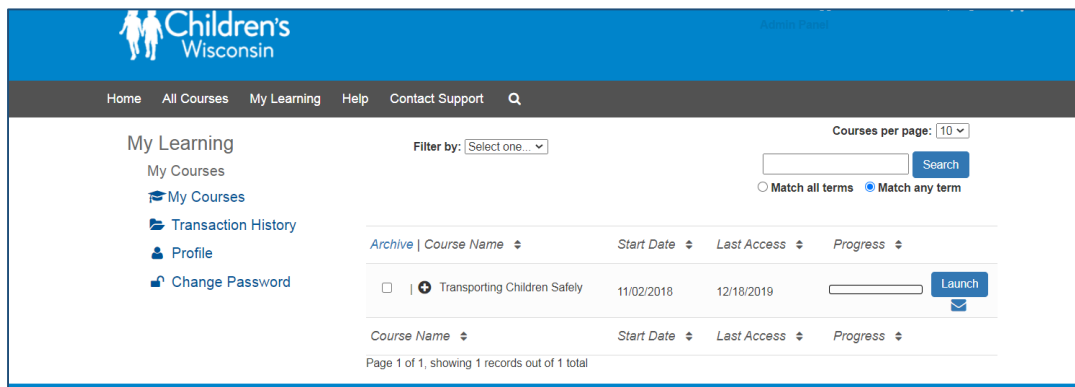 Children's
Wisconsin
Admin Panel
Home All Courses My Learning Help Contact Support
My Learning
My Courses
My Courses
Transaction History
Profile
Change Password
Filter by: Select one...
Courses per page: 10
Search
Match all terms Match any term
Archive | Course Name Start Date Last Access Progress
| Transporting Children Safely 11/02/2018 12/18/2019 Launch
Course Name Start Date Last Access Progress
Page 1 of 1, showing 1 records out of 1 total